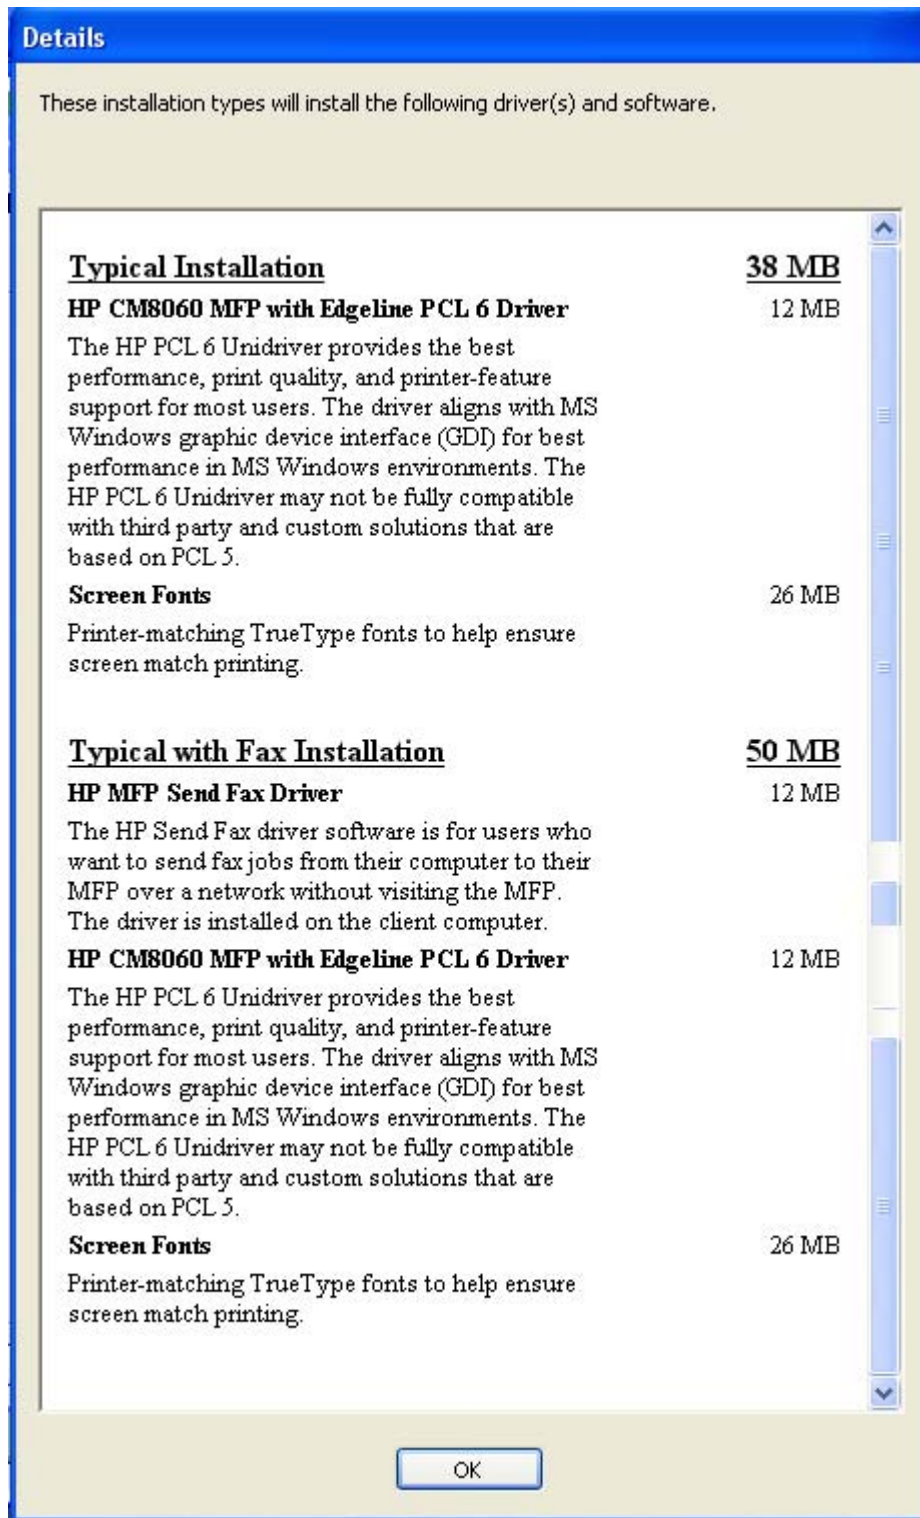 Details
These installation types will install the following driver(s) and software.
Typical Installation 38 MB
HP CM8060 MFP with Edgeline PCL 6 Driver 12 MB
The HP PCL 6 Unidriver provides the best
performance, print quality, and printer-feature
support for most users. The driver aligns with MS
Windows graphic device interface (GDI) for best
performance in MS Windows environments. The
HP PCL 6 Unidriver may not be fully compatible
with third party and custom solutions that are
based on PCL 5.
Screen Fonts 26 MB
Printer-matching TrueType fonts to help ensure
screen match printing.
Typical with Fax Installation 50 MB
HP MFP Send Fax Driver 12 MB
The HP Send Fax driver software is for users who
want to send fax jobs from their computer to their
MFP over a network without visiting the MFP.
The driver is installed on the client computer.
HP CM8060 MFP with Edgeline PCL 6 Driver 12 MB
The HP PCL 6 Unidriver provides the best
performance, print quality, and printer-feature
support for most users. The driver aligns with MS
Windows graphic device interface (GDI) for best
performance in MS Windows environments. The
HP PCL 6 Unidriver may not be fully compatible
with third party and custom solutions that are
based on PCL 5.
Screen Fonts 26 MB
Printer-matching TrueType fonts to help ensure
screen match printing.
OK